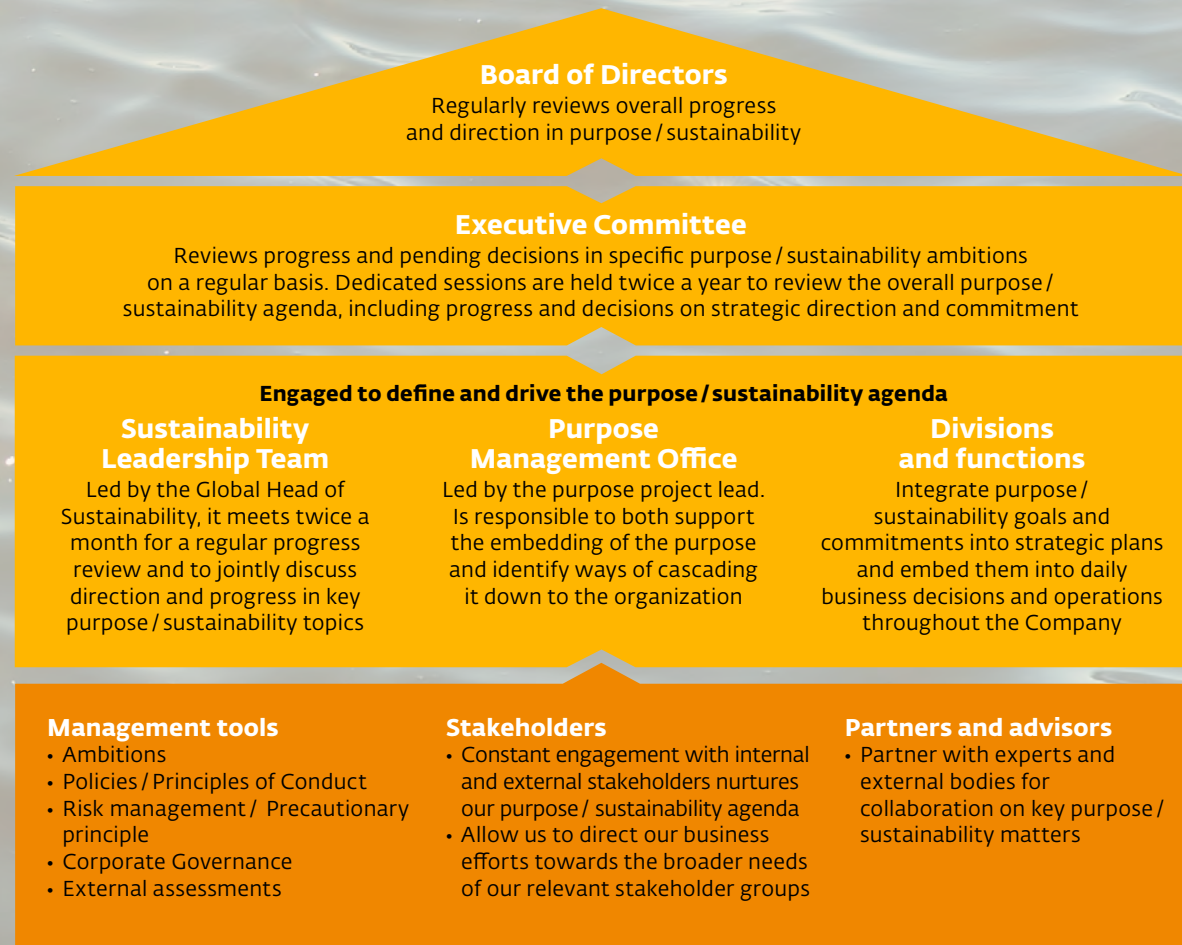 Board of Directors
Regularly reviews overall progress
and direction in purpose / sustainability
Executive Committee
Reviews progress and pending decisions in specific purpose / sustainability ambitions
on a regular basis. Dedicated sessions are held twice a year to review the overall purpose /
sustainability agenda, including progress and decisions on strategic direction and commitment
Engaged to define and drive the purpose / sustainability agenda
Sustainability
Leadership Team
Led by the Global Head of
Sustainability, it meets twice a
month for a regular progress
review and to jointly discuss
direction and progress in key
purpose / sustainability topics
Purpose
Management Office
Led by the purpose project lead.
Is responsible to both support
the embedding of the purpose
and identify ways of cascading
it down to the organization
Divisions
and functions
Integrate purpose /
sustainability goals and
commitments into strategic plans
and embed them into daily
business decisions and operations
throughout the Company
Management tools
• Ambitions
• Policies / Principles of Conduct
• Risk management / Precautionary
principle
• Corporate Governance
• External assessments
Stakeholders
• Constant engagement with internal
and external stakeholders nurtures
our purpose / sustainability agenda
• Allow us to direct our business
efforts towards the broader needs
of our relevant stakeholder groups
Partners and advisors
• Partner with experts and
external bodies for
collaboration on key purpose /
sustainability matters